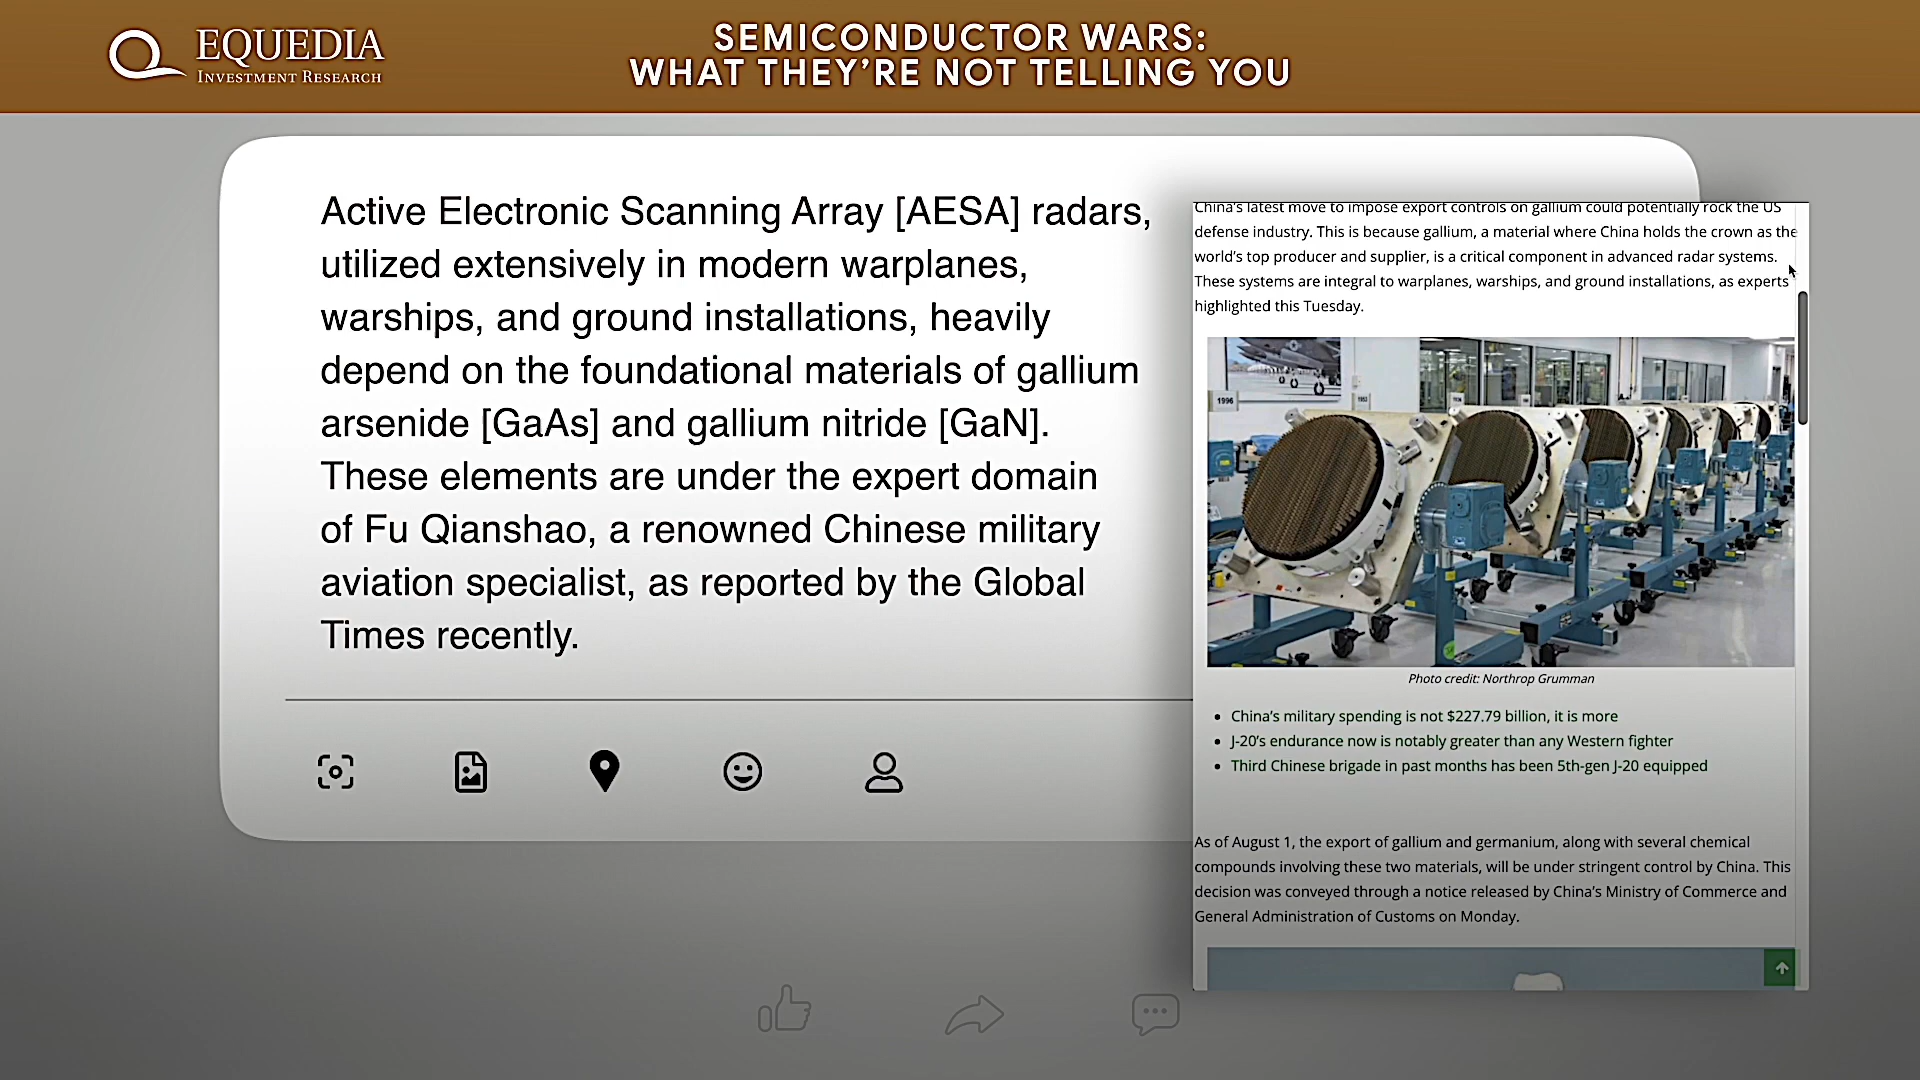 EQUEDIA
INVESTMENT RESEARCH
SEMICONDUCTOR WARS:
WHAT THEY'RE NOT TELLING YOU
Active Electronic Scanning Array [AESA] radars,
utilized extensively in modern warplanes,
warships, and ground installations, heavily
depend on the foundational materials of gallium
arsenide [GaAs] and gallium nitride [GaN].
These elements are under the expert domain
of Fu Qianshao, a renowned Chinese military
aviation specialist, as reported by the Global
Times recently.
China's latest move to impose export controls on gallium could potentially rock the US
defense industry. This is because gallium, a material where China holds the crown as the
world's top producer and supplier, is a critical component in advanced radar systems.
These systems are integral to warplanes, warships, and ground installations, as experts
highlighted this Tuesday.
1996
Photo credit: Northrop Grumman
• China's military spending is not $227.79 billion, it is more
• J-20's endurance now is notably greater than any Western fighter
• Third Chinese brigade in past months has been 5th-gen J-20 equipped
As of August 1, the export of gallium and germanium, along with several chemical
compounds involving these two materials, will be under stringent control by China. This
decision was conveyed through a notice released by China's Ministry of Commerce and
General Administration of Customs on Monday.